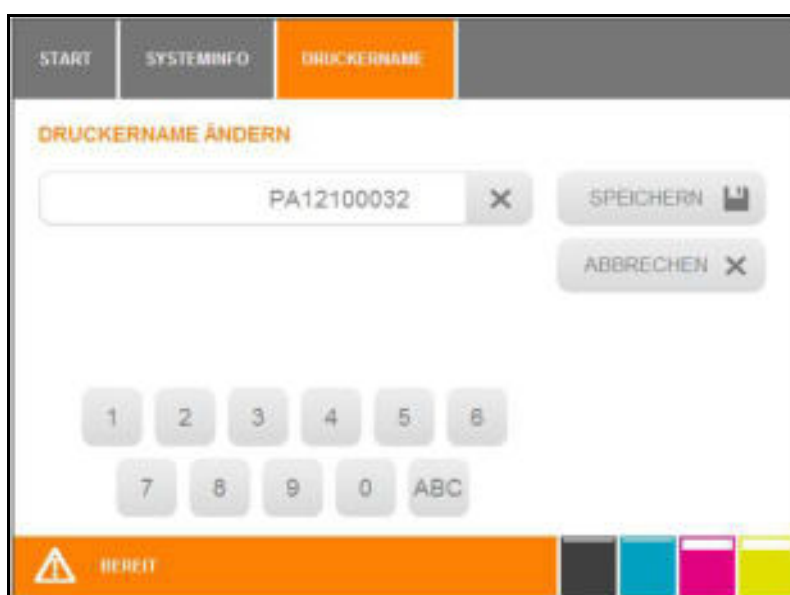 START SYSTEMINFO DRUCKERNAME
DRUCKERNAME ÄNDERN
PA12100032 SPEICHERN
ABBRECHEN
1 2 3 4 5 6
7 8 9 0 ABC
BEREIT